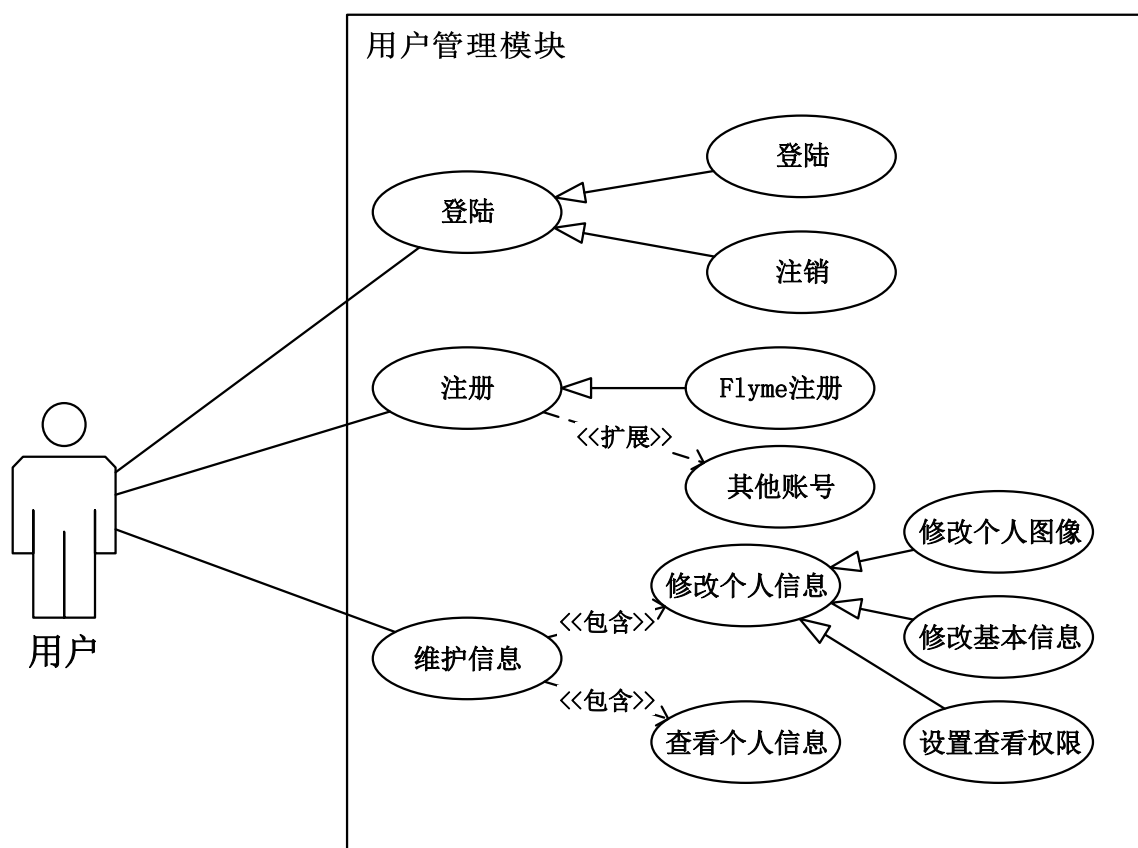 用户管理模块
登陆
登陆
注销
注册
Flyme注册
<<扩展>>
其他账号
修改个人图像
修改个人信息
<<包含>>
修改基本信息
用户
维护信息
<<包含>>
查看个人信息
设置查看权限